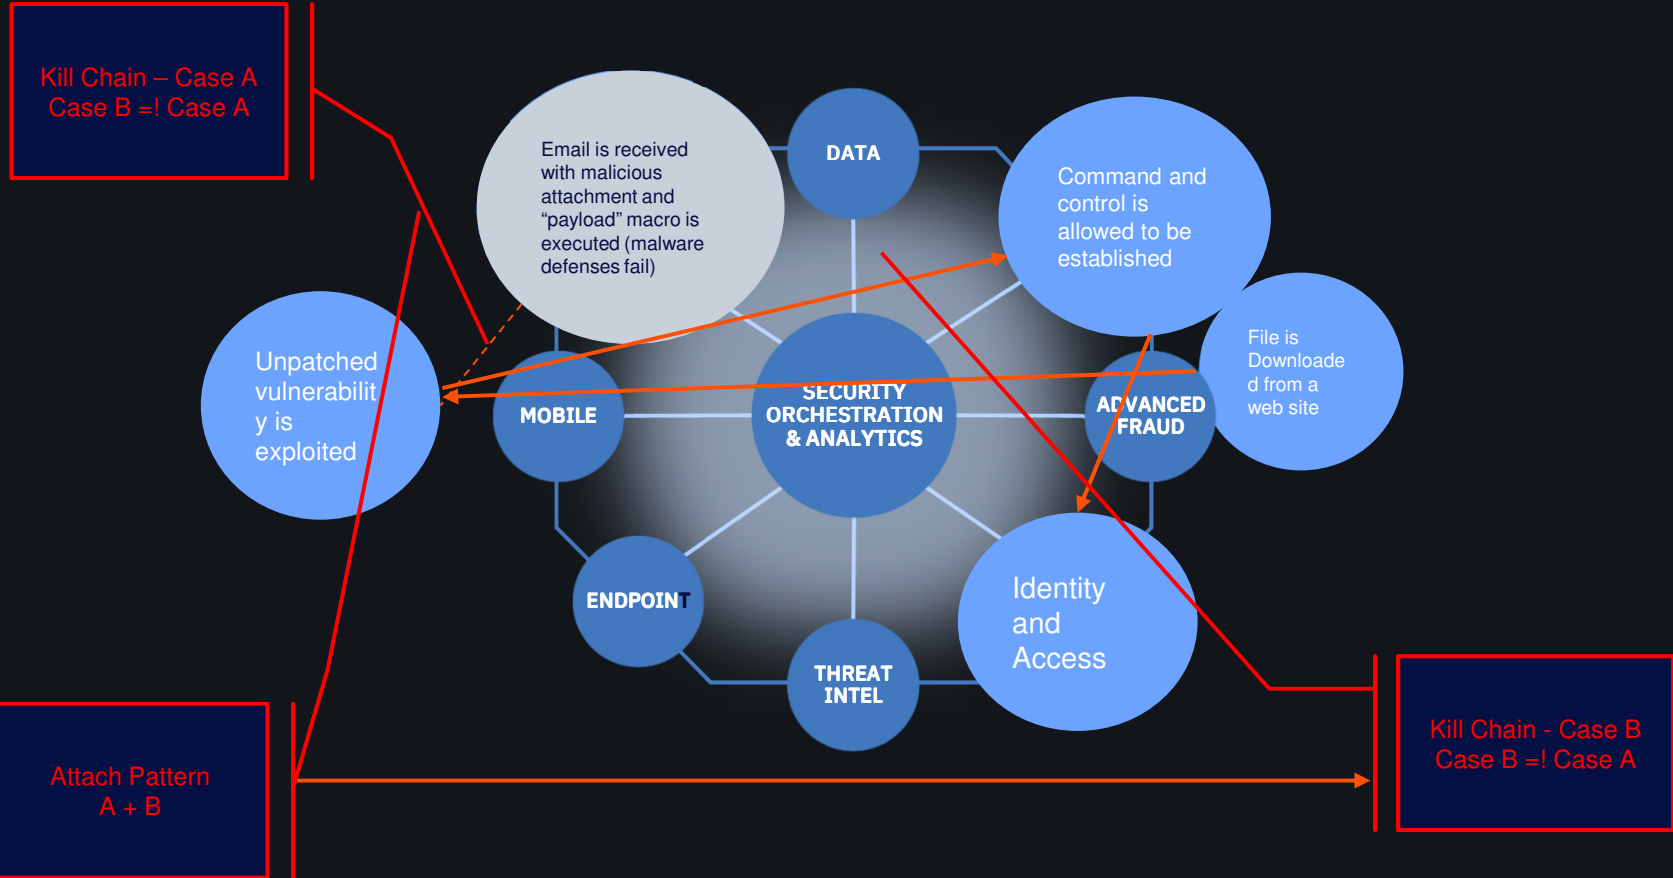 Kill Chain – Case A
Case B =! Case A
Email is received
with malicious
attachment and
“payload” macro is
executed (malware
defenses fail)
DATA
Command and
control is
allowed to be
established
Unpatched
vulnerabilit
y is
exploited
MOBILE
SECURITY
ORCHESTRATION
& ANALYTICS
ADVANCED
FRAUD
File is
Downloade
d from a
web site
ENDPOINT
THREAT
INTEL
Identity
and
Access
Attach Pattern
A + B
Kill Chain - Case B
Case B =! Case A